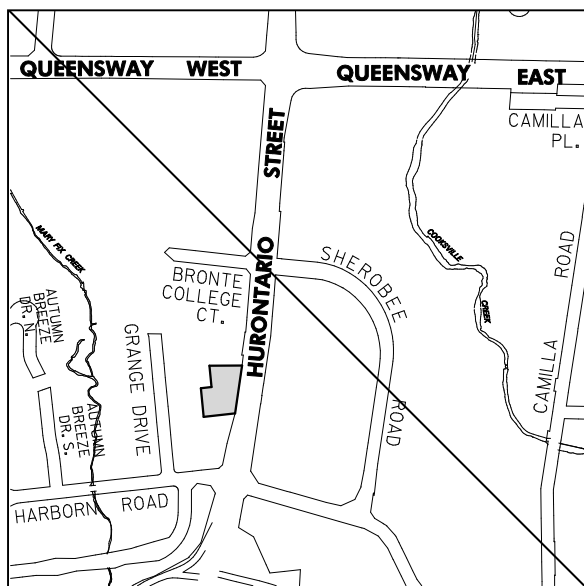 QUEENSWAY WEST
QUEENSWAY EAST
CAMILLA
PL.
HURONTARIO STREET
MARY FIX CREEK
COOKSVILLE
CREEK
SHEROBEE
ROAD
BRONTE
COLLEGE
CT.
CAMILLA ROAD
AUTUMN
BREEZE
DR. N.
GRANGE DRIVE
AUTUMN
BREEZE
DR. S.
HARBORN ROAD